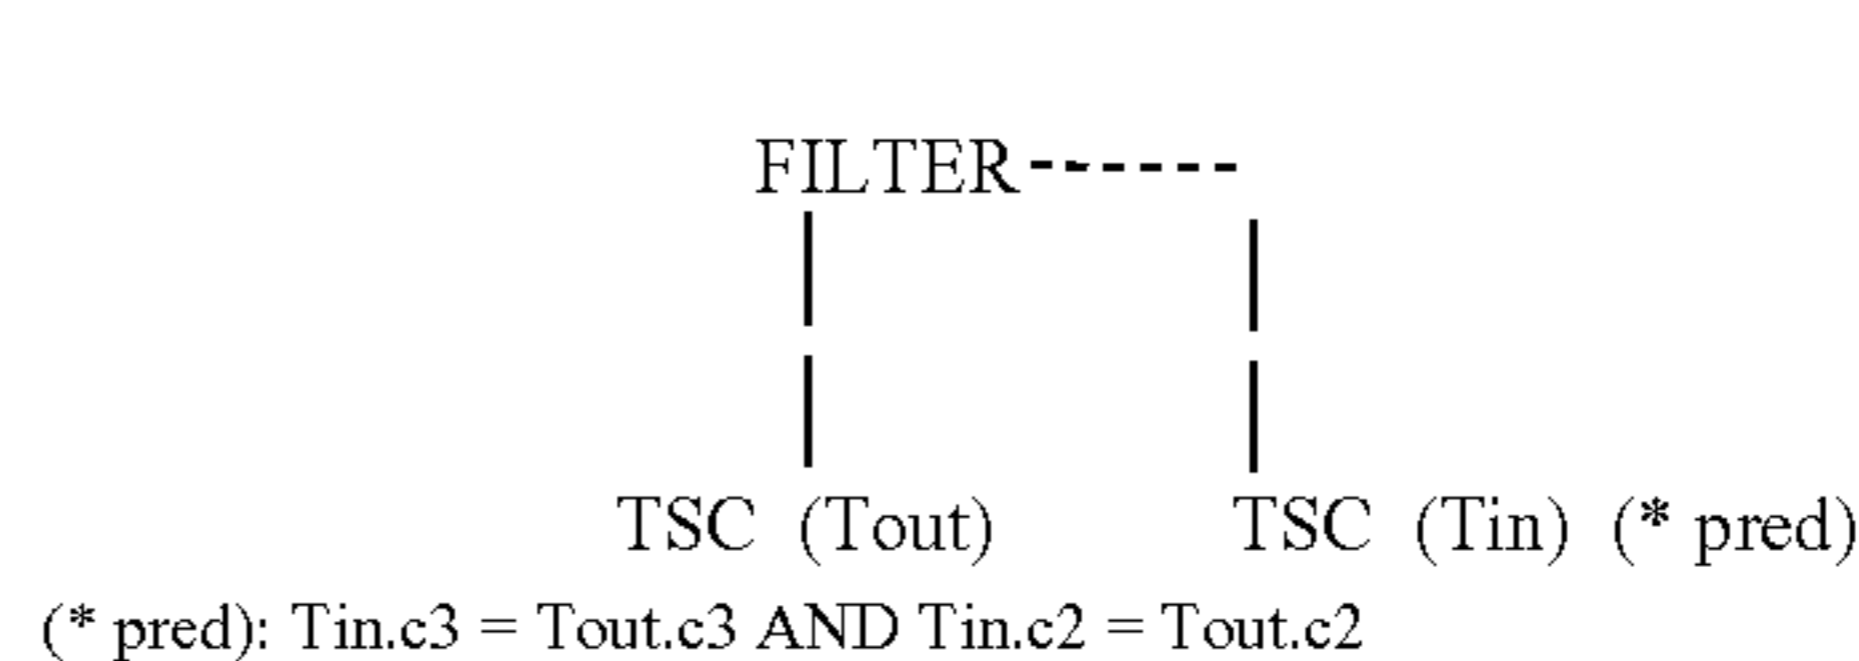 FILTER
TSC (Tout)
TSC (Tin) (* pred)
(* pred): Tin.c3 = Tout.c3 AND Tin.c2 = Tout.c2